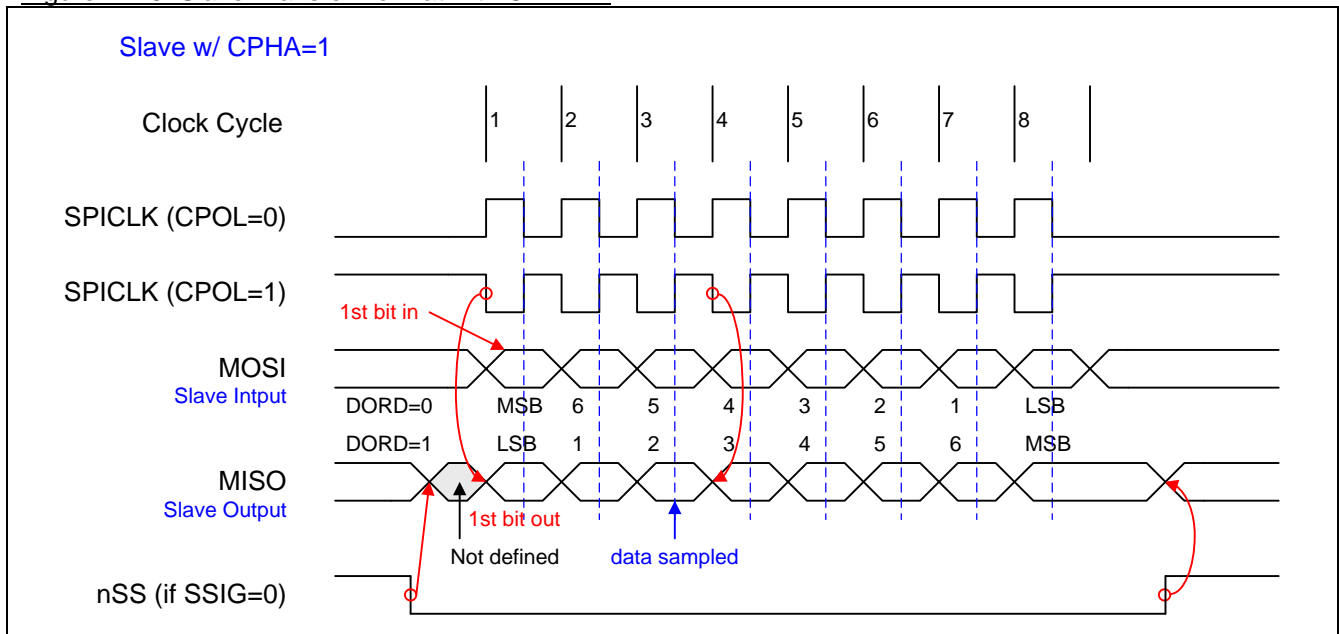 Slave w/ CPHA=1
Clock Cycle
1 2 3 4 5 6 7 8
SPICLK (CPOL=0)
SPICLK (CPOL=1)
1st bit in
MOSI
Slave Intput
DORD=0 MSB 6 5 4 3 2 1 LSB
DORD=1 LSB 1 2 3 4 5 6 MSB
MISO
Slave Output
1st bit out
Not defined data sampled
nSS (if SSIG=0)